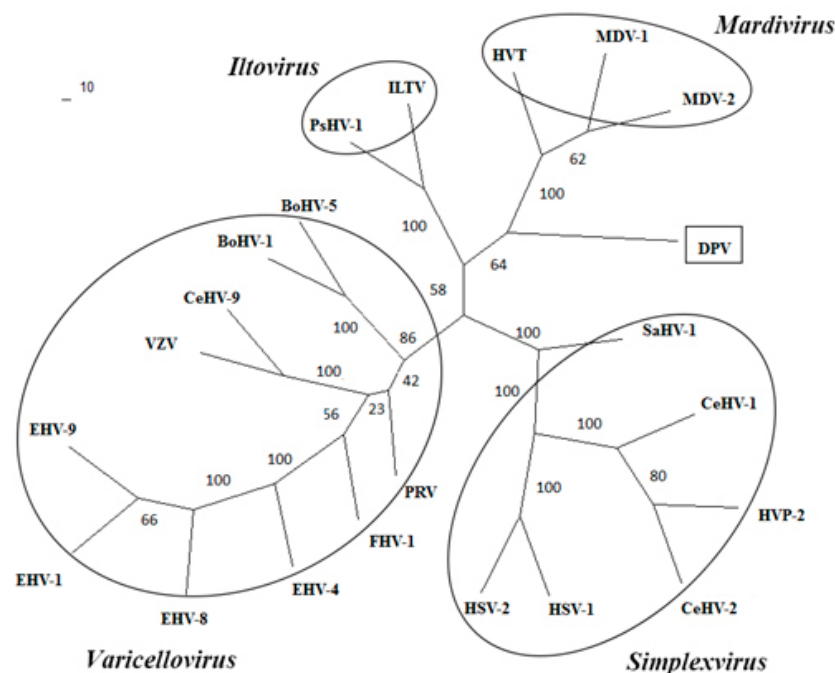 Mardivirus
Iltovirus
MDV-1
HVT
10
ILTV
MDV-2
PsHV-1
62
100
BoHV-5
100
BoHV-1
64
DPV
58
CeHV-9
100
86
100
SaHV-1
VZV
100
42
100
CeHV-1
56
23
100
EHV-9
100
100
80
PRV
100
HVP-2
66
FHV-1
EHV-1
EHV-4
HSV-2
HSV-1
CeHV-2
EHV-8
Varicellovirus
Simplexvirus